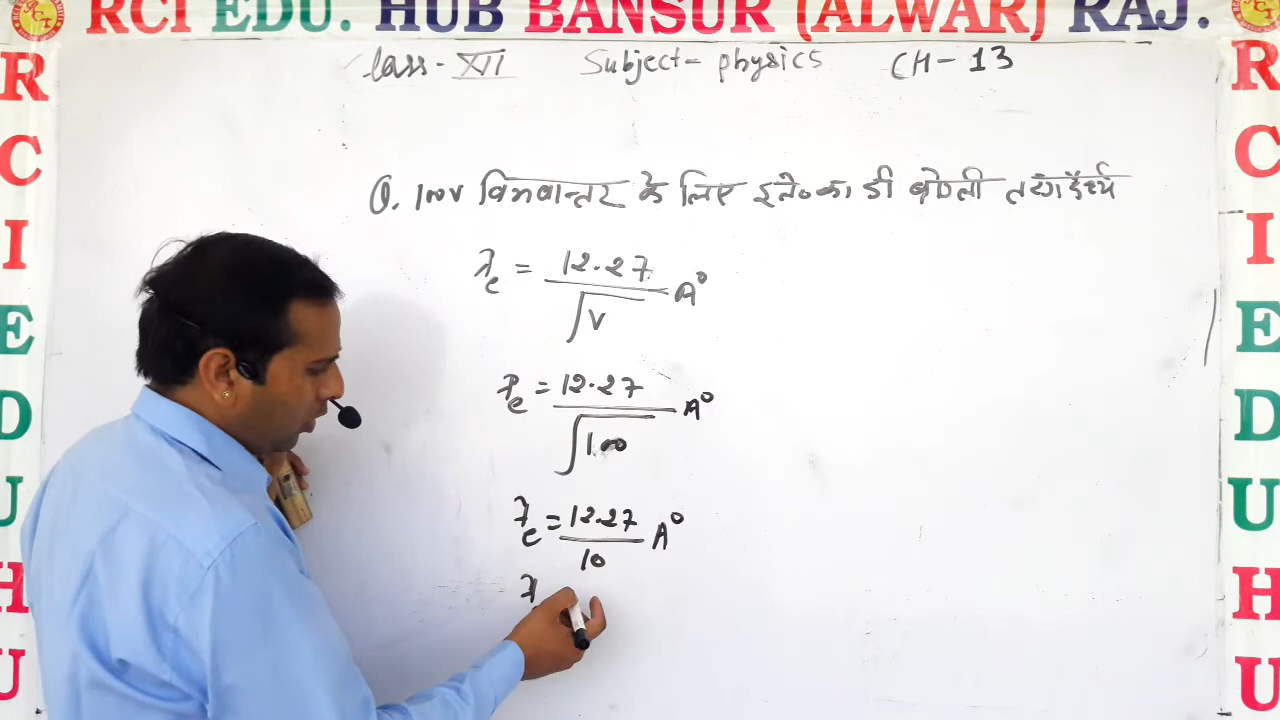 RCI EDU. HUB BANSUR (ALWAR) RAJ.
R
C
I
E
D
U
H
U
Class - XII Subject - physics CH - 13
Q. 100V विभवान्तर के लिए इले० का डी ब्रोग्ली तरंगदैर्ध्य
λe = 12.27 / √V A°
λe = 12.27 / √100 A°
λe = 12.27 / 10 A°
λ
R
C
I
E
D
U
H
U